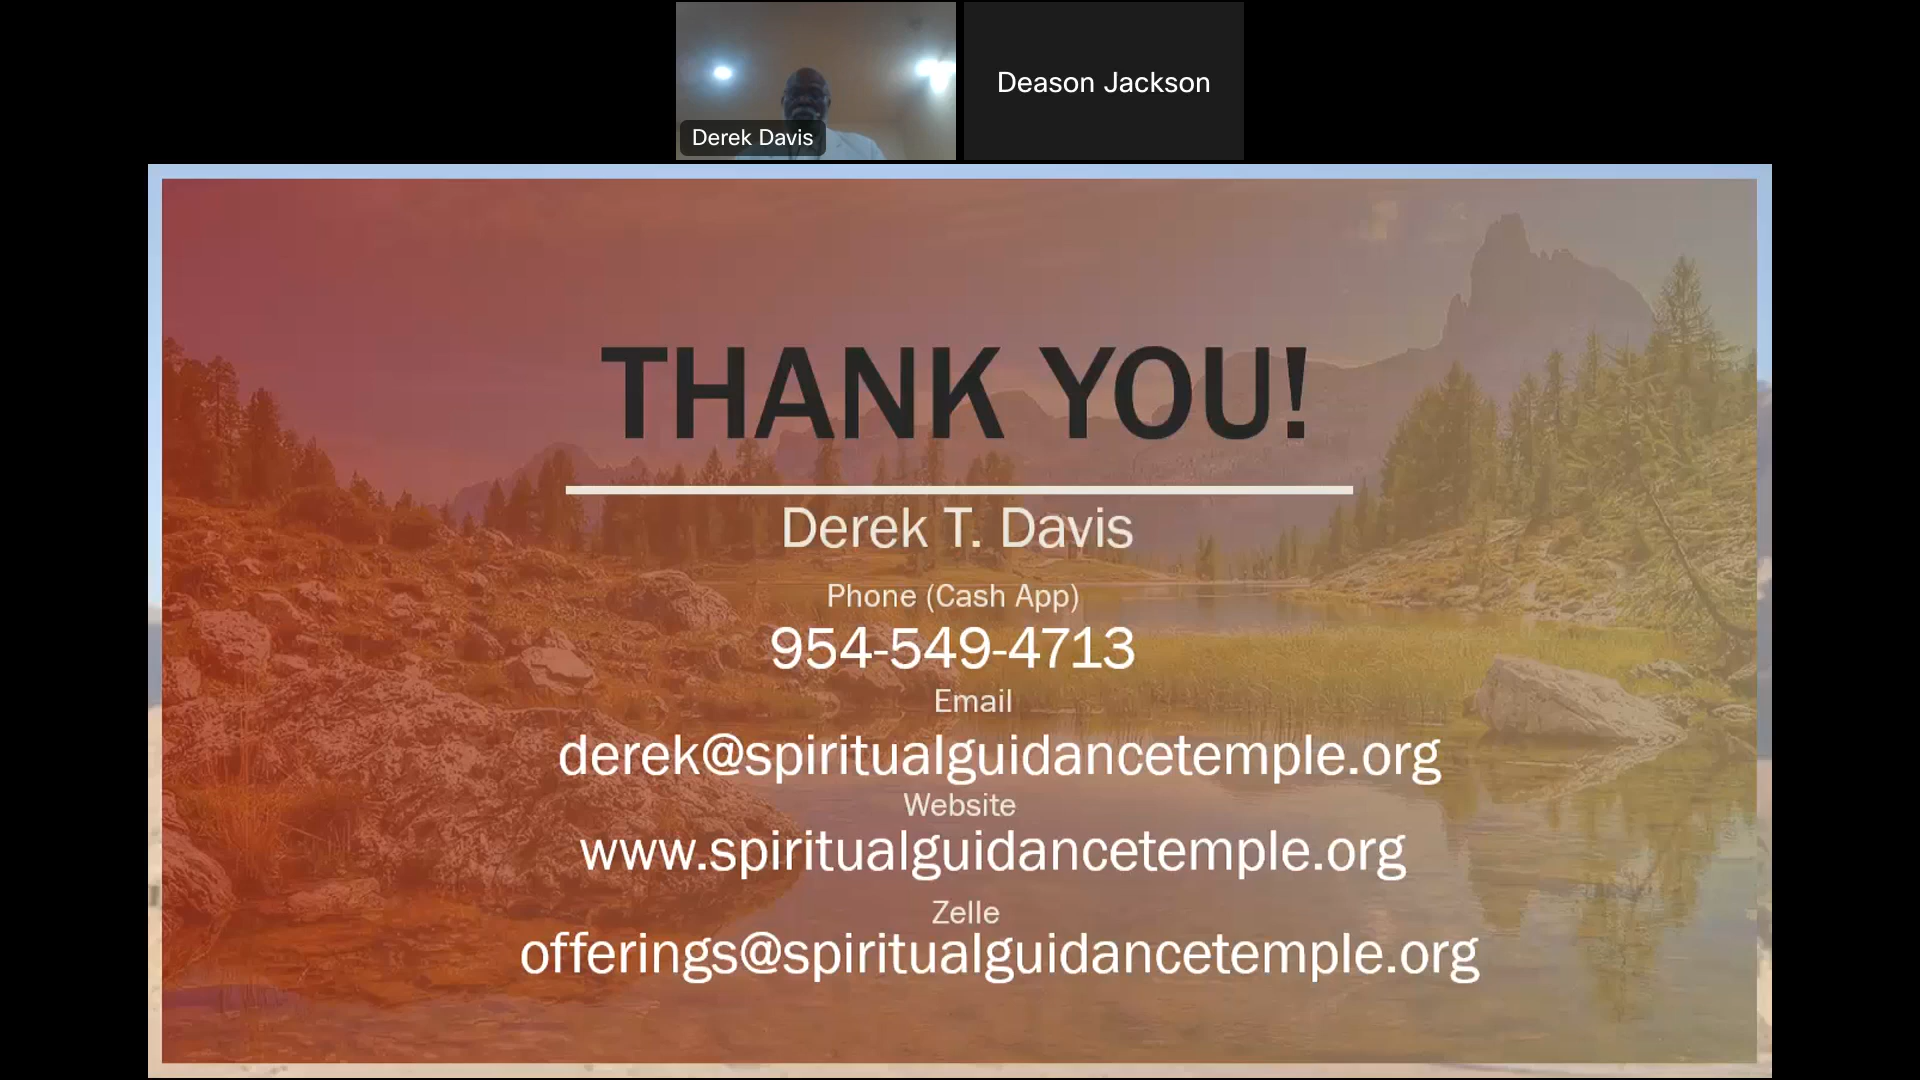 Derek Davis
Deason Jackson
THANK YOU!
Derek T. Davis
Phone (Cash App)
954-549-4713
Email
derek@spiritualguidancetemple.org
Website
www.spiritualguidancetemple.org
Zelle
offerings@spiritualguidancetemple.org